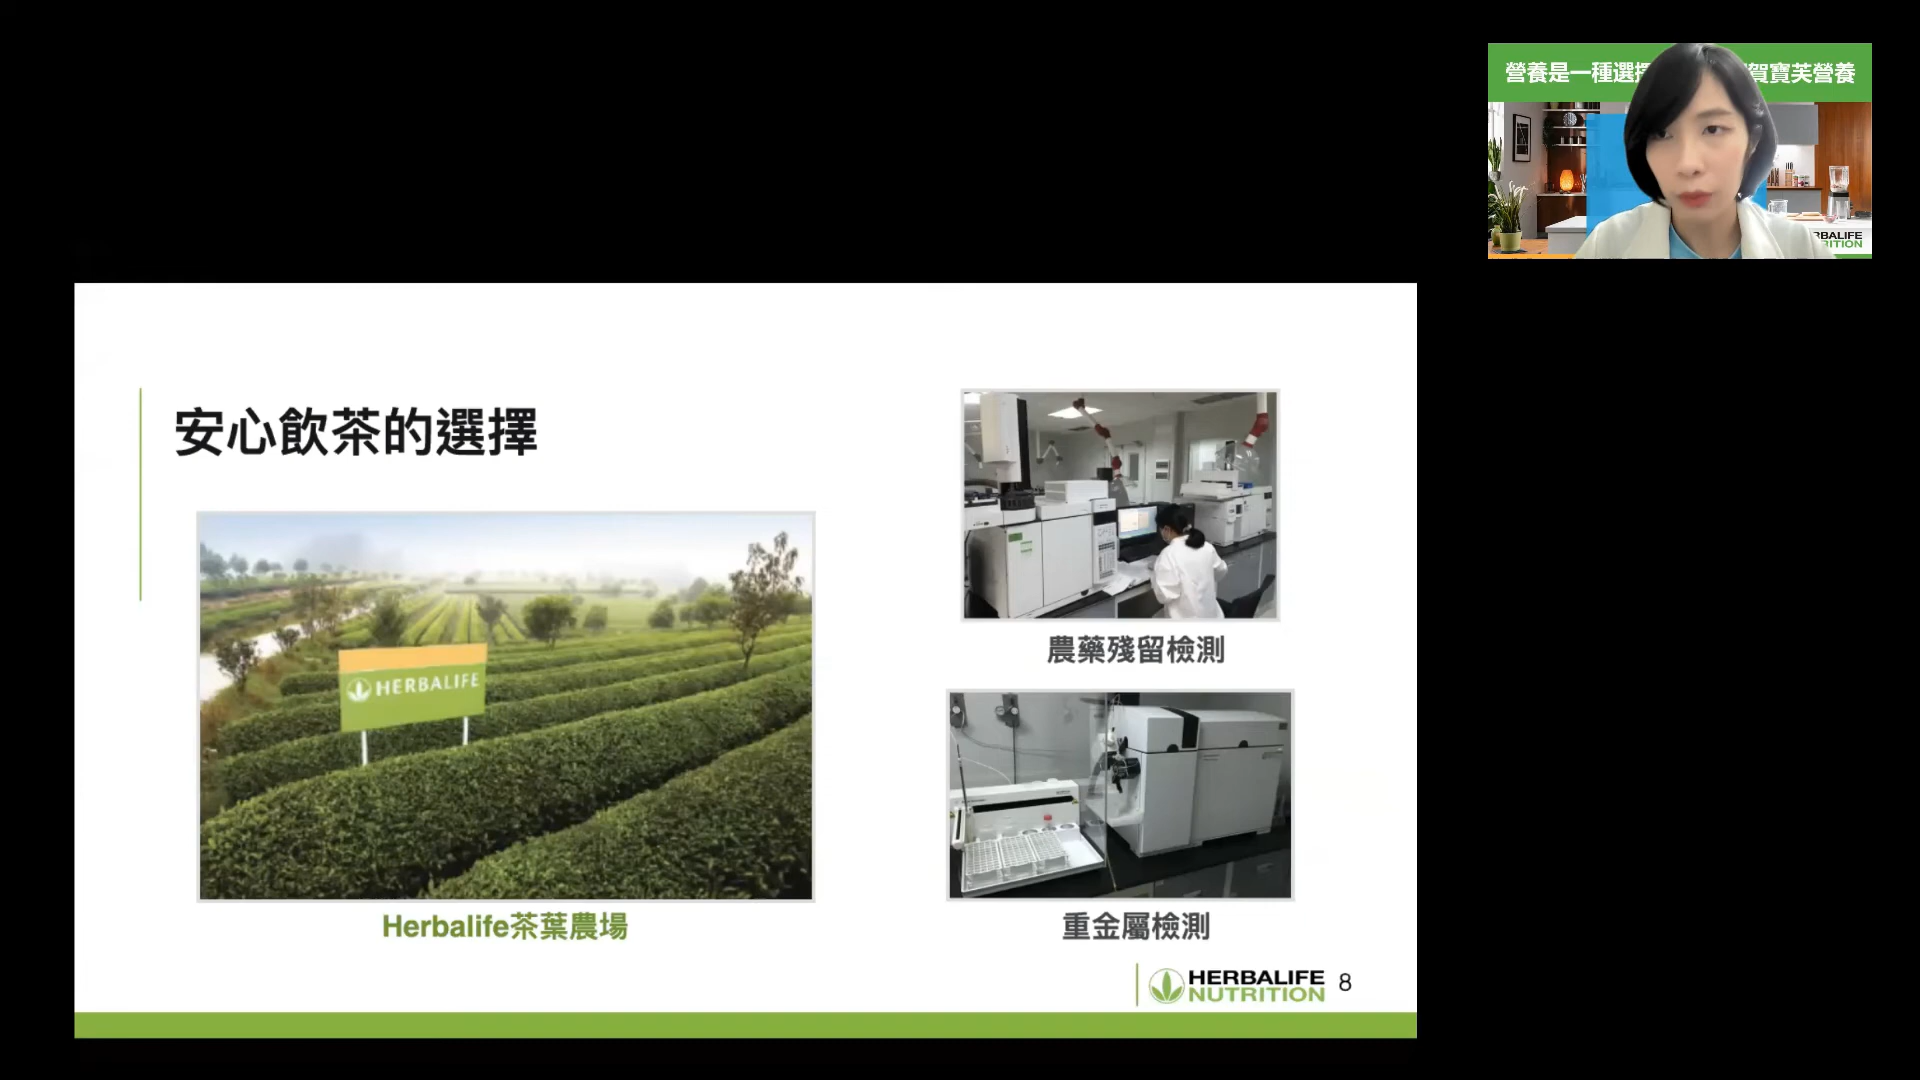 營養是一種選
賀寶芙營養
RBALIFE
RITION
安心飲茶的選擇
HERBALIFE
農藥殘留檢測
Herbalife茶葉農場
重金屬檢測
HERBALIFE
NUTRITION
8